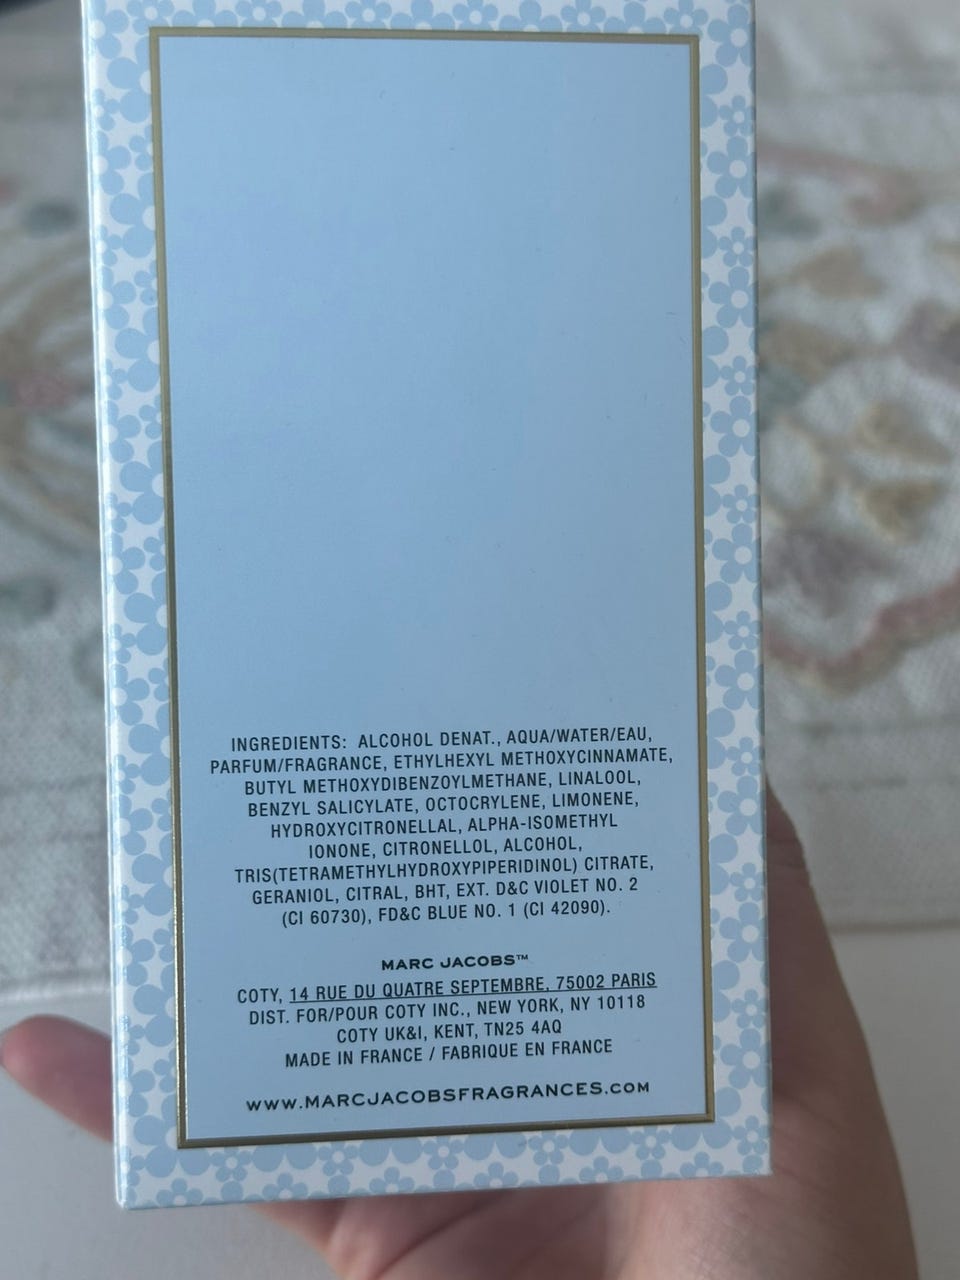 INGREDIENTS: ALCOHOL DENAT., AQUA/WATER/EAU,
PARFUM/FRAGRANCE, ETHYLHEXYL METHOXYCINNAMATE,
BUTYL METHOXYDIBENZOYLMETHANE, LINALOOL,
BENZYL SALICYLATE, OCTOCRYLENE, LIMONENE,
HYDROXYCITRONELLAL, ALPHA-ISOMETHYL
IONONE, CITRONELLOL, ALCOHOL,
TRIS(TETRAMETHYLHYDROXYPIPERIDINOL) CITRATE,
GERANIOL, CITRAL, BHT, EXT. D&C VIOLET NO. 2
(CI 60730), FD&C BLUE NO. 1 (CI 42090).
MARC JACOBS™
COTY, 14 RUE DU QUATRE SEPTEMBRE, 75002 PARIS
DIST. FOR/POUR COTY INC., NEW YORK, NY 10118
COTY UK&I, KENT, TN25 4AQ
MADE IN FRANCE / FABRIQUE EN FRANCE
WWW.MARCJACOBSFRAGRANCES.COM